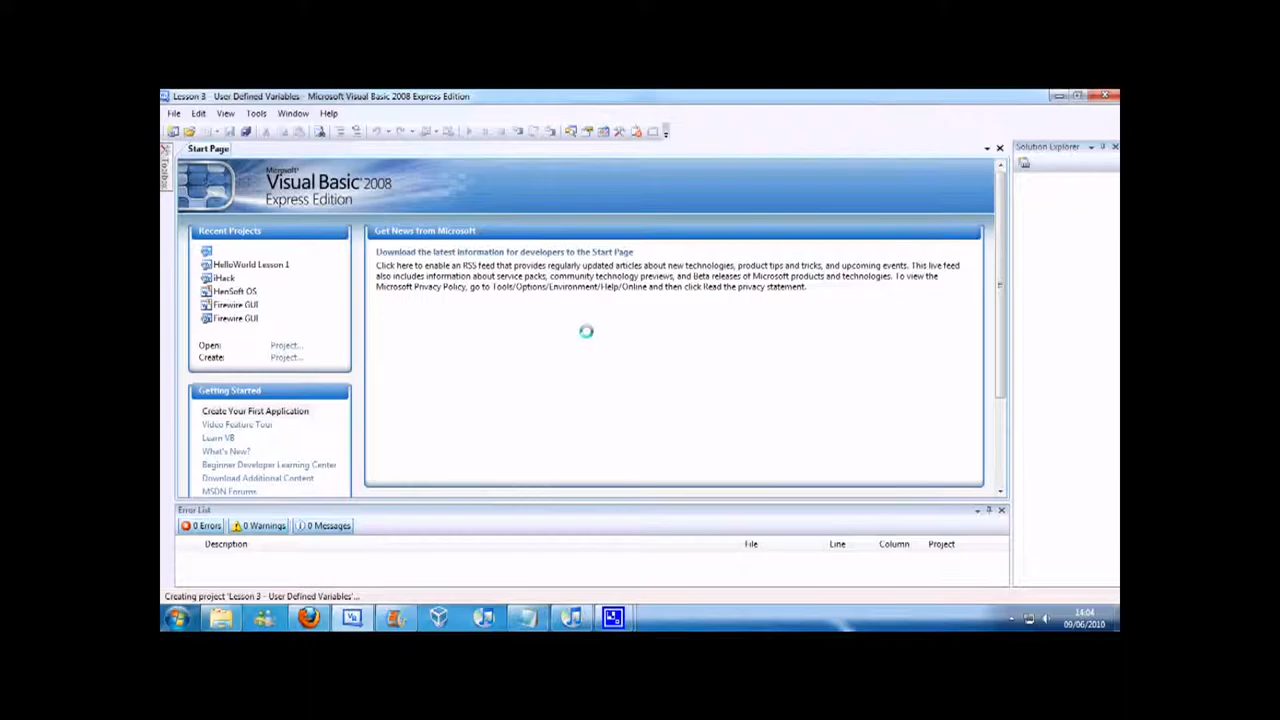 Lesson 3 - User Defined Variables - Microsoft Visual Basic 2008 Express Edition
File Edit View Tools Window Help
Start Page
Solution Explorer
Toolbox
Microsoft
Visual Basic 2008
Express Edition
Recent Projects
HelloWorld Lesson 1
iHack
HenSoft OS
Firewire GUI
Firewire GUI
Open: Project...
Create: Project...
Getting Started
Create Your First Application
Video Feature Tour
Learn VB
What's New?
Beginner Developer Learning Center
Download Additional Content
MSDN Forums
Get News from Microsoft
Download the latest information for developers to the Start Page
Click here to enable an RSS feed that provides regularly updated articles about new technologies, product tips and tricks, and upcoming events. This live feed
also includes information about service packs, community technology previews, and Beta releases of Microsoft products and technologies. To view the
Microsoft Privacy Policy, go to Tools/Options/Environment/Help/Online and then click Read the privacy statement.
Error List
0 Errors 0 Warnings 0 Messages
Description File Line Column Project
Creating project 'Lesson 3 - User Defined Variables'...
14:04
09/06/2010